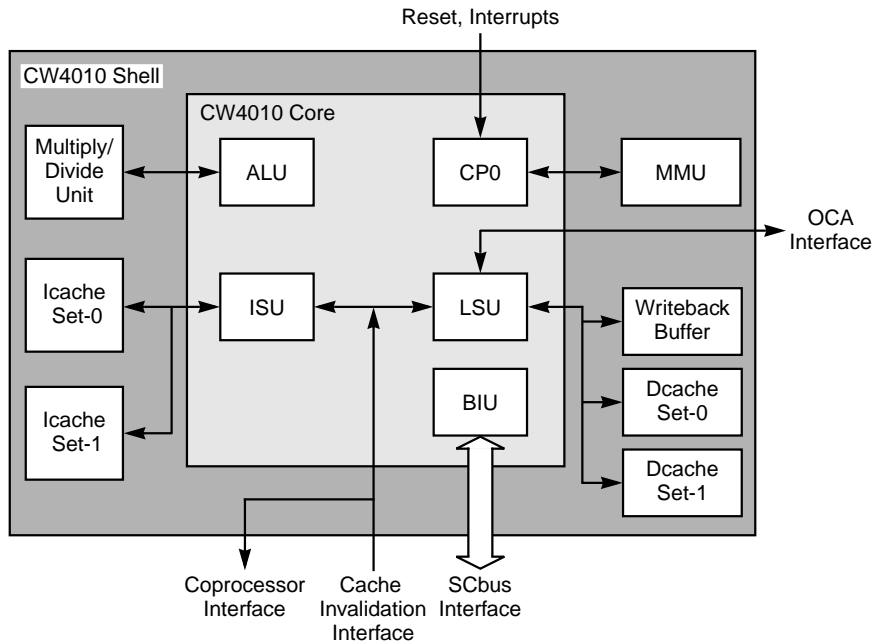 Reset, Interrupts
CW4010 Shell
CW4010 Core
Multiply/
Divide
Unit
ALU
CP0
MMU
OCA
Interface
Icache
Set-0
ISU
LSU
Writeback
Buffer
Icache
Set-1
BIU
Dcache
Set-0
Dcache
Set-1
Coprocessor
Interface
Cache
Invalidation
Interface
SCbus
Interface